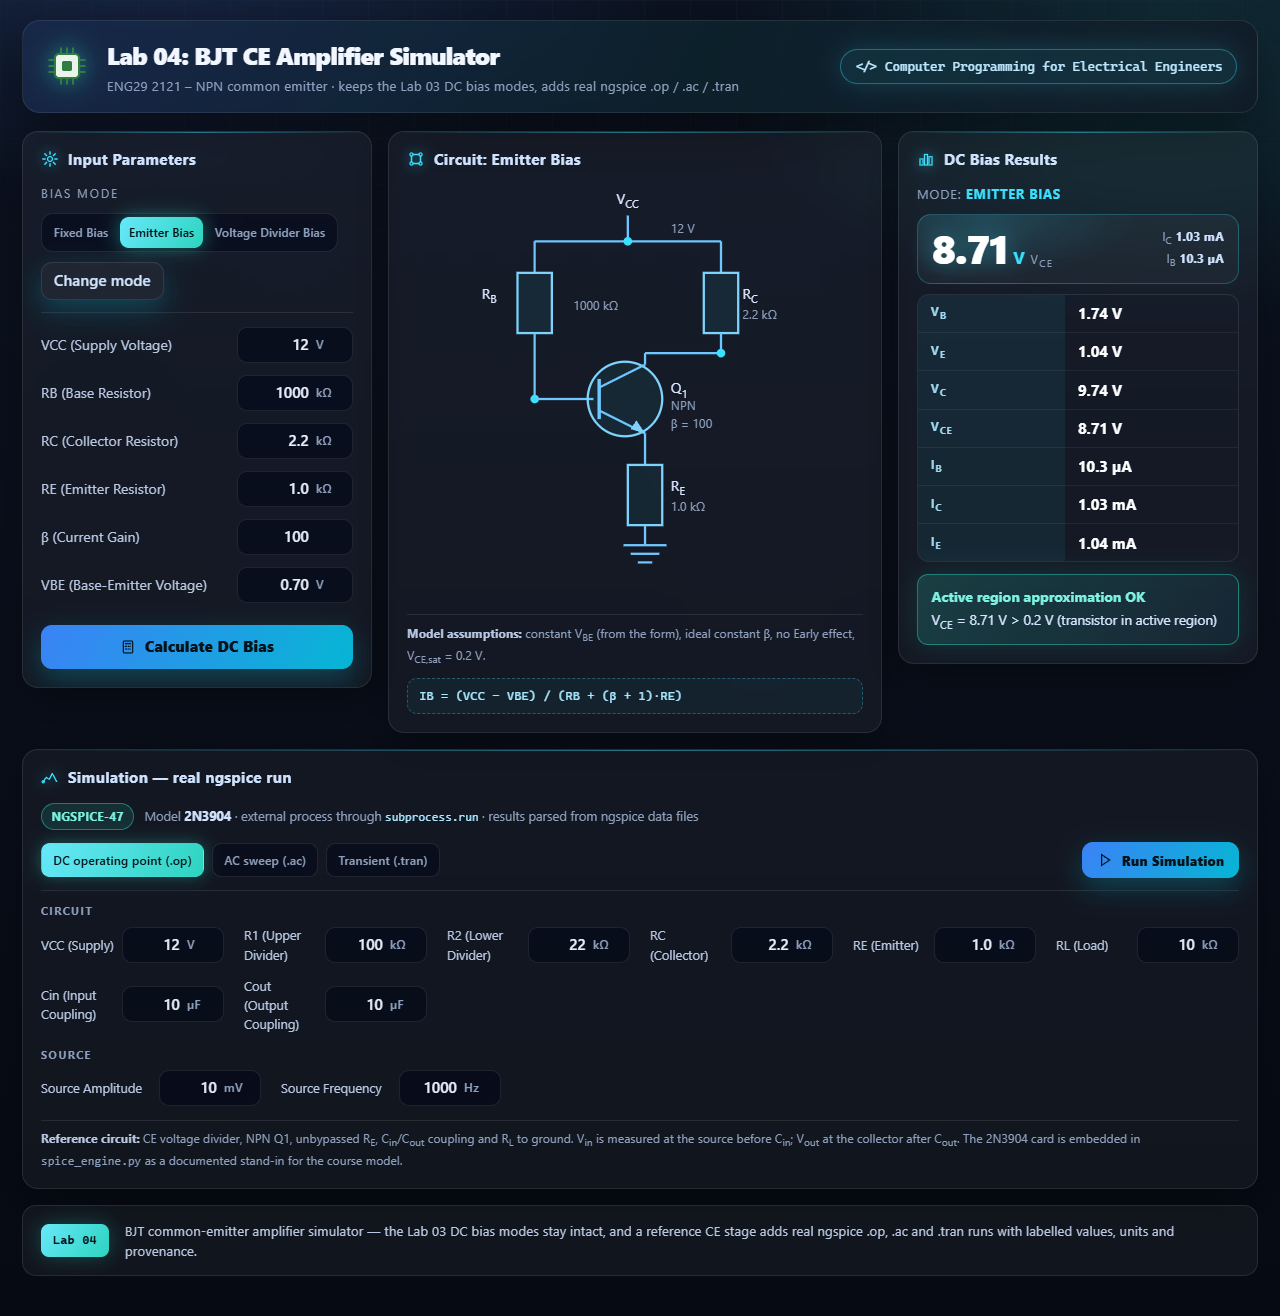 Lab 04: BJT CE Amplifier Simulator
ENG29 2121 – NPN common emitter · keeps the Lab 03 DC bias modes, adds real ngspice .op / .ac / .tran
</> Computer Programming for Electrical Engineers
Input Parameters
BIAS MODE
Fixed Bias Emitter Bias Voltage Divider Bias
Change mode
VCC (Supply Voltage) 12 V
RB (Base Resistor) 1000 kΩ
RC (Collector Resistor) 2.2 kΩ
RE (Emitter Resistor) 1.0 kΩ
β (Current Gain) 100
VBE (Base-Emitter Voltage) 0.70 V
Calculate DC Bias
Circuit: Emitter Bias
VCC
12 V
RB
1000 kΩ
RC
2.2 kΩ
Q1
NPN
β = 100
RE
1.0 kΩ
Model assumptions: constant VBE (from the form), ideal constant β, no Early effect,
VCE,sat = 0.2 V.
IB = (VCC − VBE) / (RB + (β + 1)·RE)
DC Bias Results
MODE: EMITTER BIAS
8.71 V VCE
IC 1.03 mA
IB 10.3 µA
VB 1.74 V
VE 1.04 V
VC 9.74 V
VCE 8.71 V
IB 10.3 µA
IC 1.03 mA
IE 1.04 mA
Active region approximation OK
VCE = 8.71 V > 0.2 V (transistor in active region)
Simulation — real ngspice run
NGSPICE-47 Model 2N3904 · external process through subprocess.run · results parsed from ngspice data files
DC operating point (.op) AC sweep (.ac) Transient (.tran)
Run Simulation
CIRCUIT
VCC (Supply) 12 V
R1 (Upper
Divider) 100 kΩ
R2 (Lower
Divider) 22 kΩ
RC
(Collector) 2.2 kΩ
RE (Emitter) 1.0 kΩ
RL (Load) 10 kΩ
Cin (Input
Coupling) 10 µF
Cout
(Output
Coupling) 10 µF
SOURCE
Source Amplitude 10 mV Source Frequency 1000 Hz
Reference circuit: CE voltage divider, NPN Q1, unbypassed RE, Cin/Cout coupling and RL to ground. Vin is measured at the source before Cin; Vout at the collector after Cout. The 2N3904 card is embedded in
spice_engine.py as a documented stand-in for the course model.
Lab 04
BJT common-emitter amplifier simulator — the Lab 03 DC bias modes stay intact, and a reference CE stage adds real ngspice .op, .ac and .tran runs with labelled values, units and
provenance.